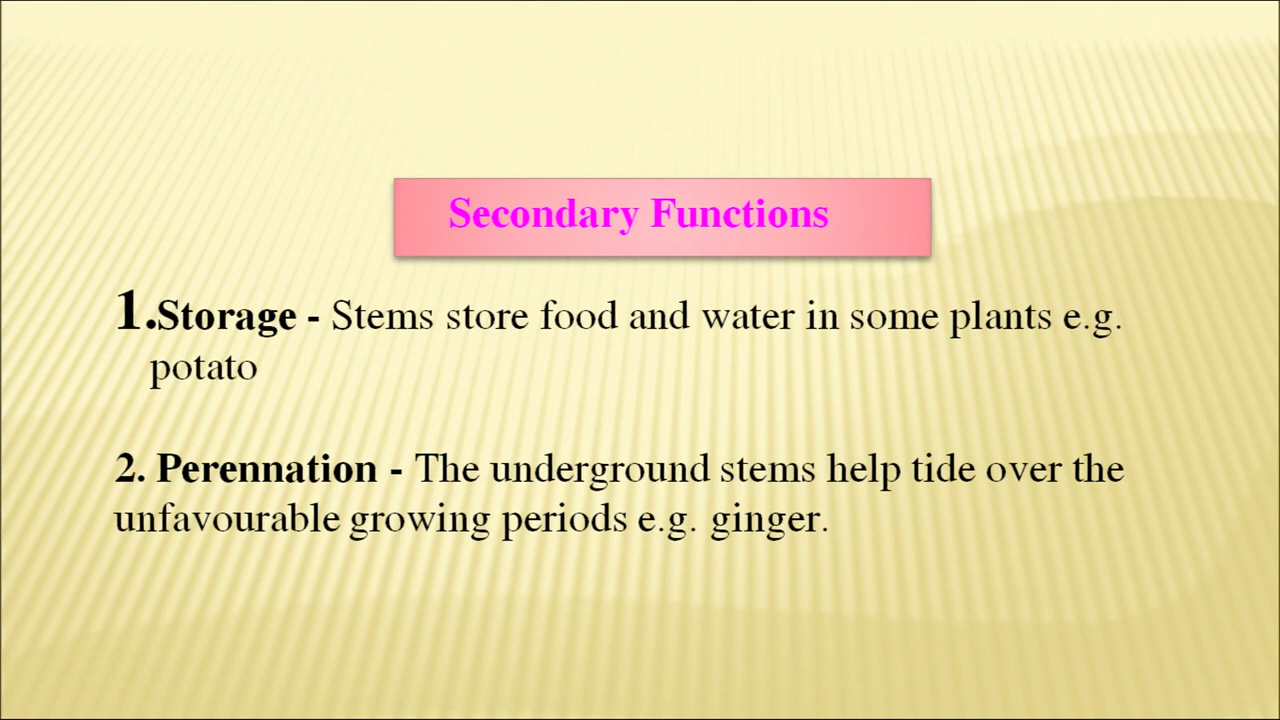 Secondary Functions
1.Storage - Stems store food and water in some plants e.g.
potato
2. Perennation - The underground stems help tide over the
unfavourable growing periods e.g. ginger.